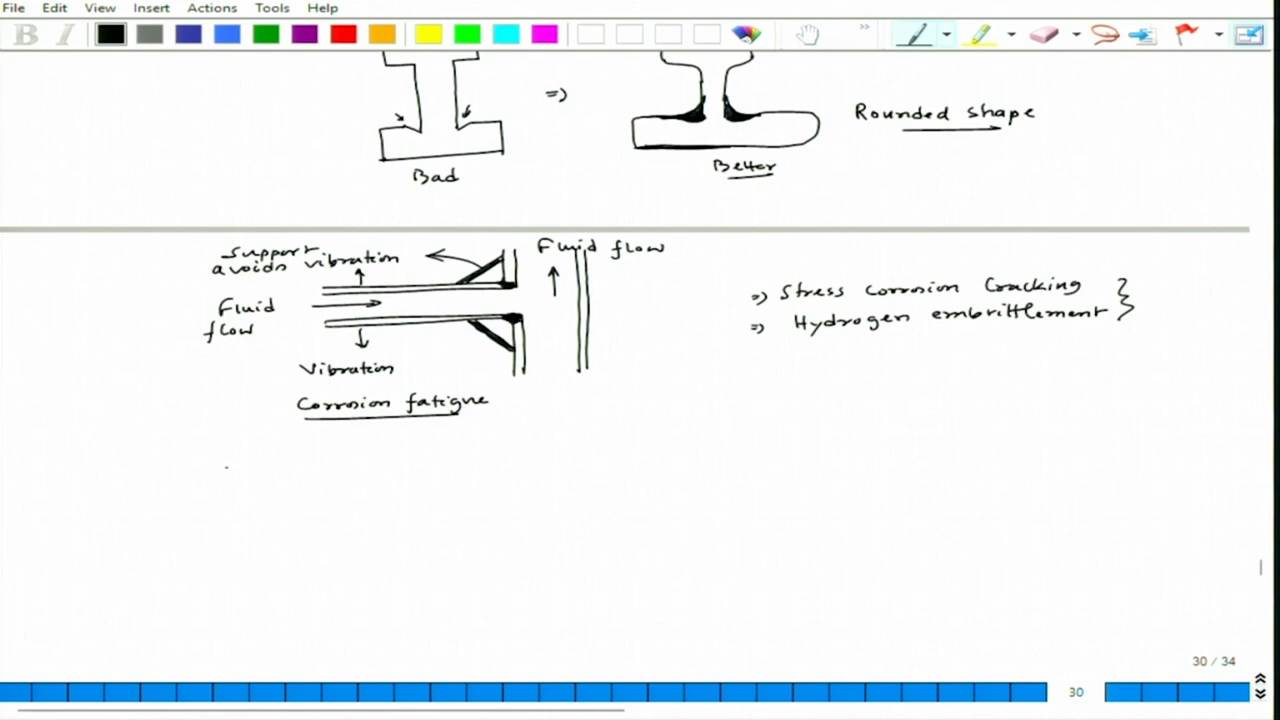 File Edit View Insert Actions Tools Help
B I
=>
Rounded shape
Bad
Better
Support
avoids vibration
Fluid flow
Fluid
flow
=> Stress Corrosion Cracking
=> Hydrogen embrittlement
Vibration
Corrosion fatigue
30 / 34
30